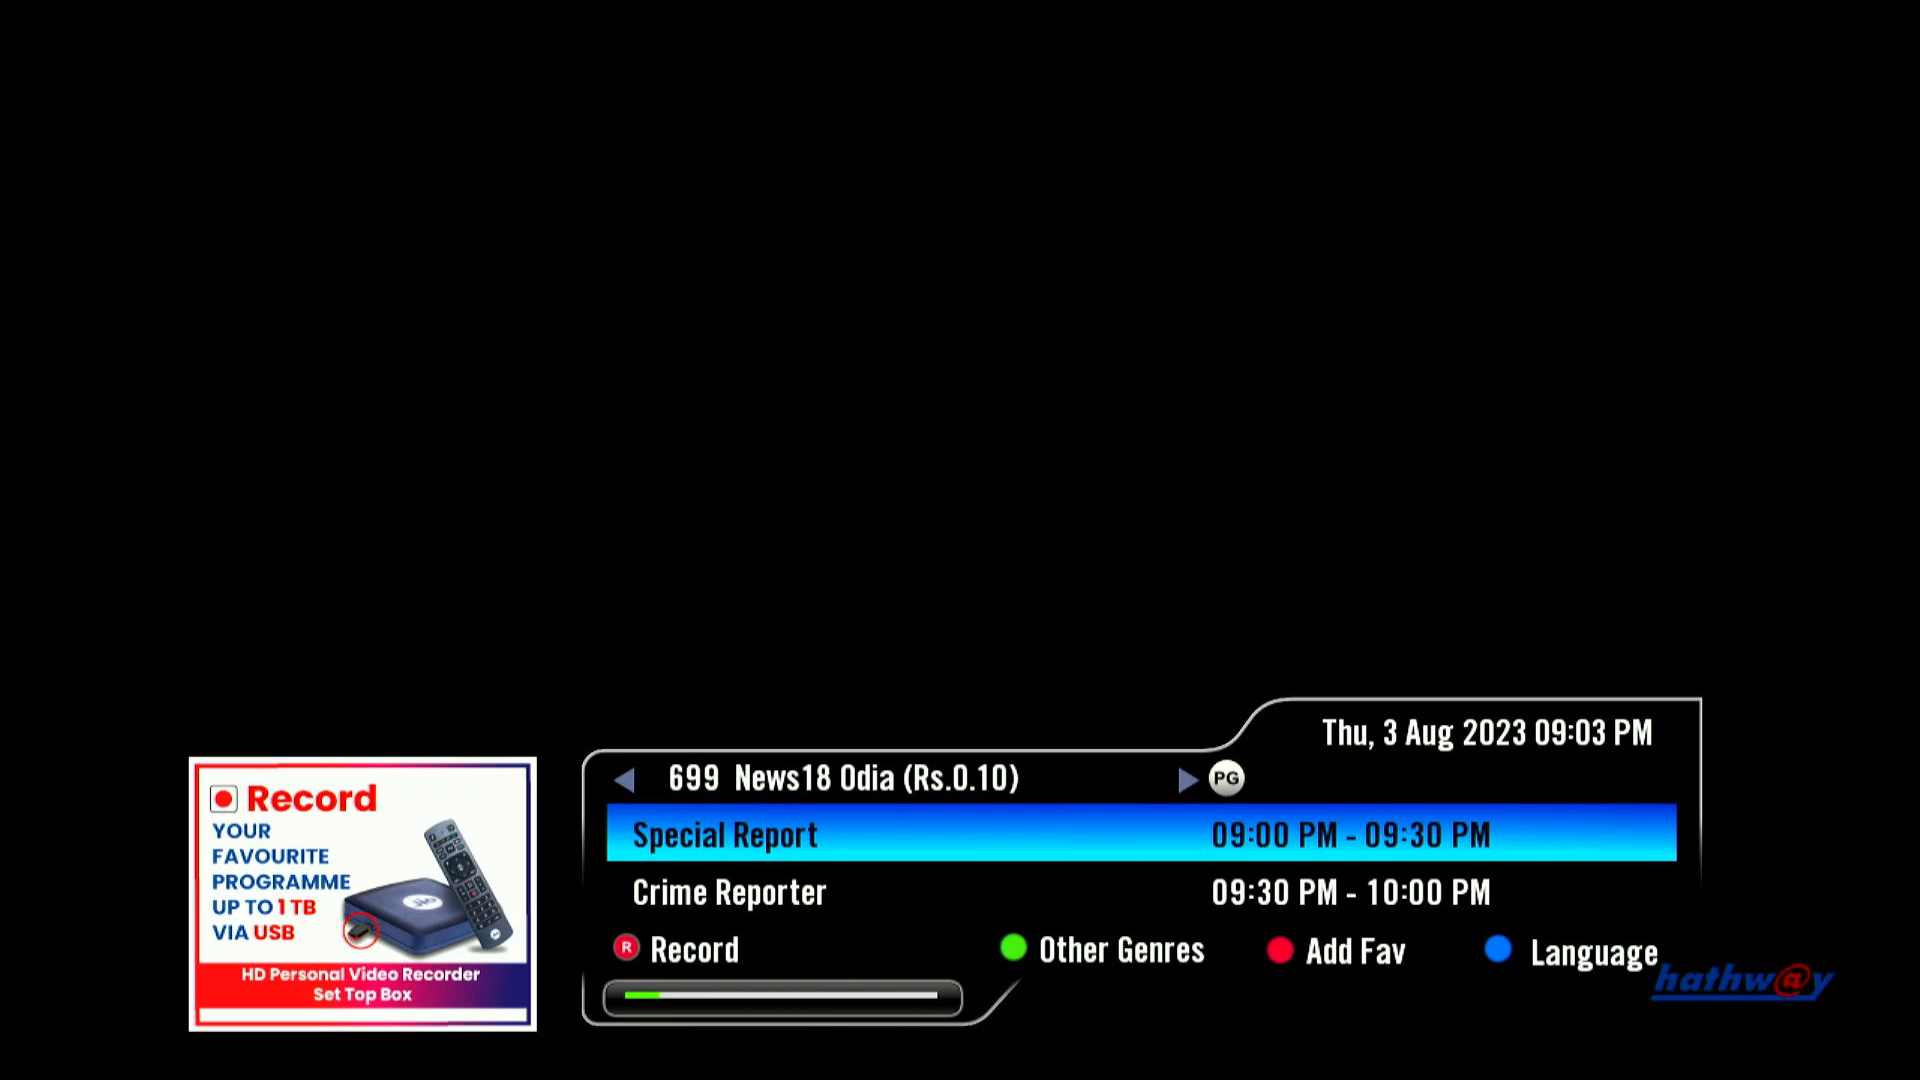 Thu, 3 Aug 2023 09:03 PM
699 News18 Odia (Rs.0.10) PG
Special Report 09:00 PM - 09:30 PM
Crime Reporter 09:30 PM - 10:00 PM
R Record Other Genres Add Fav Language
hathw@y
Record
YOUR
FAVOURITE
PROGRAMME
UP TO 1 TB
VIA USB
Jio
HD Personal Video Recorder
Set Top Box